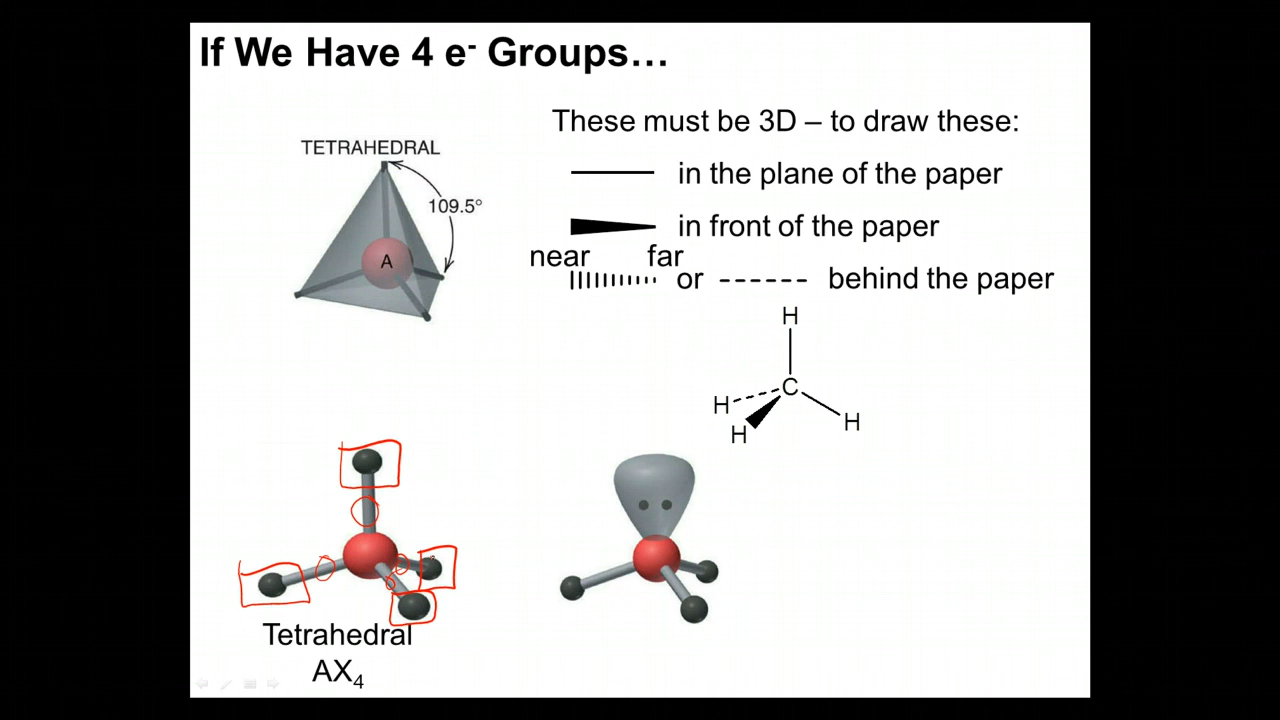 If We Have 4 e- Groups…
These must be 3D – to draw these:
TETRAHEDRAL
109.5°
A
in the plane of the paper
in front of the paper
near far
or behind the paper
H
C
H
H
H
Tetrahedral
AX4